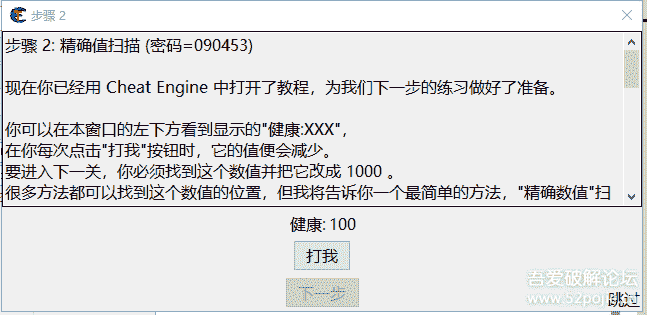 步骤 2
步骤 2: 精确值扫描 (密码=090453)
现在你已经用 Cheat Engine 中打开了教程，为我们下一步的练习做好了准备。
你可以在本窗口的左下方看到显示的"健康:XXX"，
在你每次点击"打我"按钮时，它的值便会减少。
要进入下一关，你必须找到这个数值并把它改成 1000 。
很多方法都可以找到这个数值的位置，但我将告诉你一个最简单的方法，"精确数值"扫
健康: 100
打我
下一步
跳过
吾爱破解论坛
www.52pojie.cn